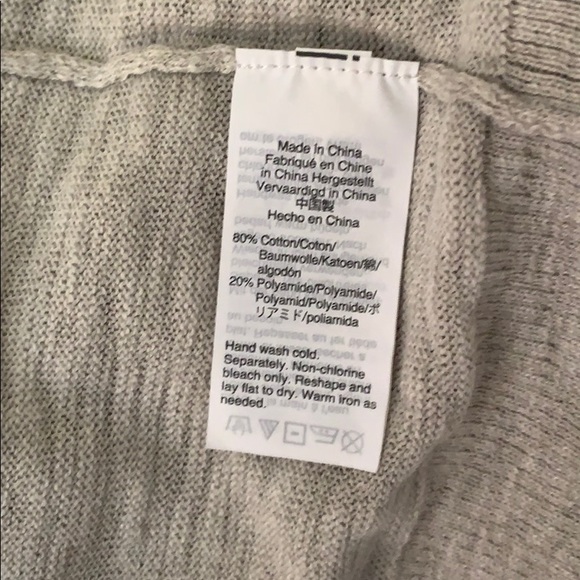 Made in China
Fabriqué en Chine
in China Hergestellt
Vervaardigd in China
中国製
Hecho en China
80% Cotton/Coton/
Baumwolle/Katoen/綿/
algodón
20% Polyamide/Polyamide/
Polyamid/Polyamide/ポ
リアミド/poliamida
Hand wash cold.
Separately. Non-chlorine
bleach only. Reshape and
lay flat to dry. Warm iron as
needed.